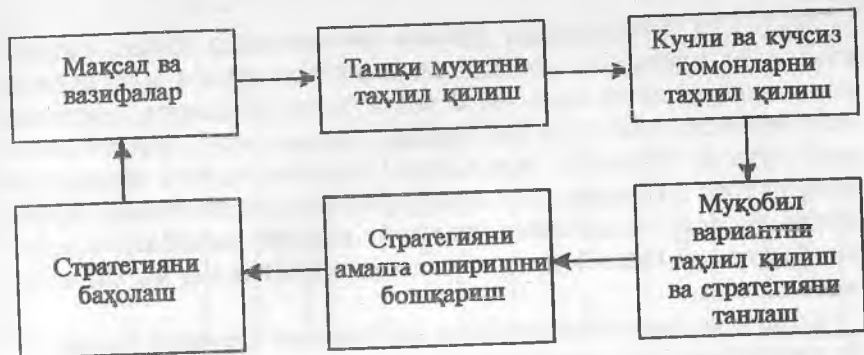 Мақсад ва
вазифалар
Ташқи муҳитни
таҳлил қилиш
Кучли ва кучсиз
томонларни
таҳлил қилиш
Муқобил
вариантни
таҳлил қилиш
ва стратегияни
танлаш
Стратегияни
амалга оширишни
бошқариш
Стратегияни
баҳолаш